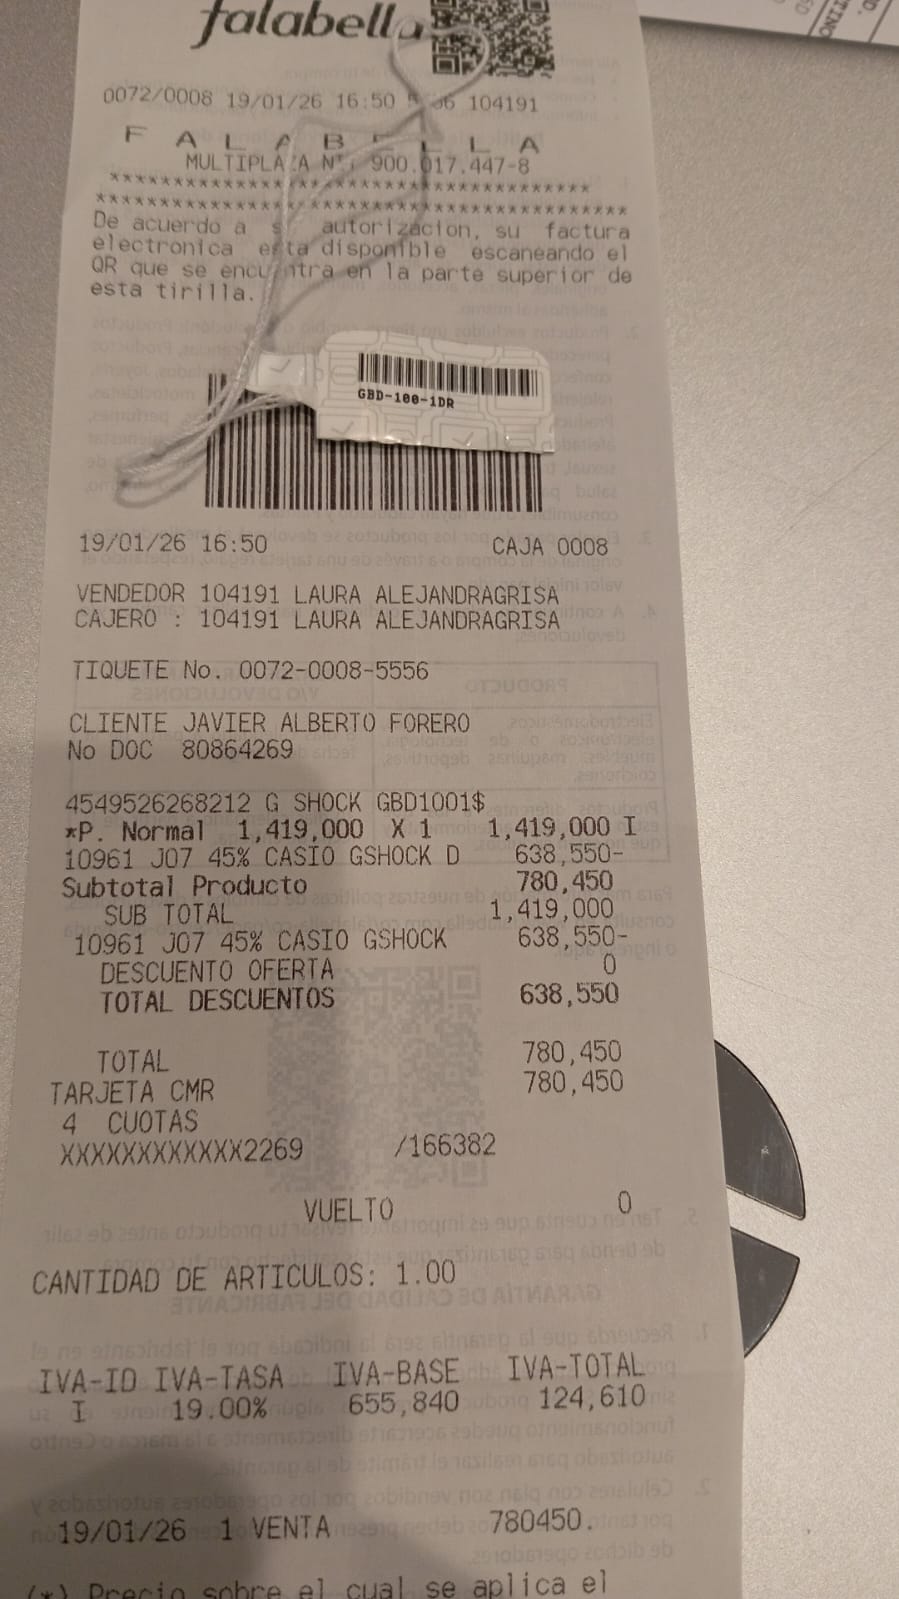 falabella
0072/0008 19/01/26 16:50 104191
F A L A B E L L A
MULTIPLAZA NIT 900.017.447-8
****************************************
********************************************
De acuerdo a su autorizacion, su factura
electronica esta disponible escaneando el
QR que se encuentra en la parte superior de
esta tirilla.
GBD-100-1DR
19/01/26 16:50 CAJA 0008
VENDEDOR 104191 LAURA ALEJANDRAGRISA
CAJERO : 104191 LAURA ALEJANDRAGRISA
TIQUETE No. 0072-0008-5556
CLIENTE JAVIER ALBERTO FORERO
No DOC 80864269
4549526268212 G SHOCK GBD1001$
*P. Normal 1,419,000 X 1 1,419,000 I
10961 J07 45% CASIO GSHOCK D 638,550-
Subtotal Producto 780,450
SUB TOTAL 1,419,000
10961 J07 45% CASIO GSHOCK 638,550-
DESCUENTO OFERTA 0
TOTAL DESCUENTOS 638,550
TOTAL 780,450
TARJETA CMR 780,450
4 CUOTAS
XXXXXXXXXXXX2269 /166382
VUELTO 0
CANTIDAD DE ARTICULOS: 1.00
IVA-ID IVA-TASA IVA-BASE IVA-TOTAL
I 19.00% 655,840 124,610
19/01/26 1 VENTA 780450.
(*) Precio sobre el cual se aplica el